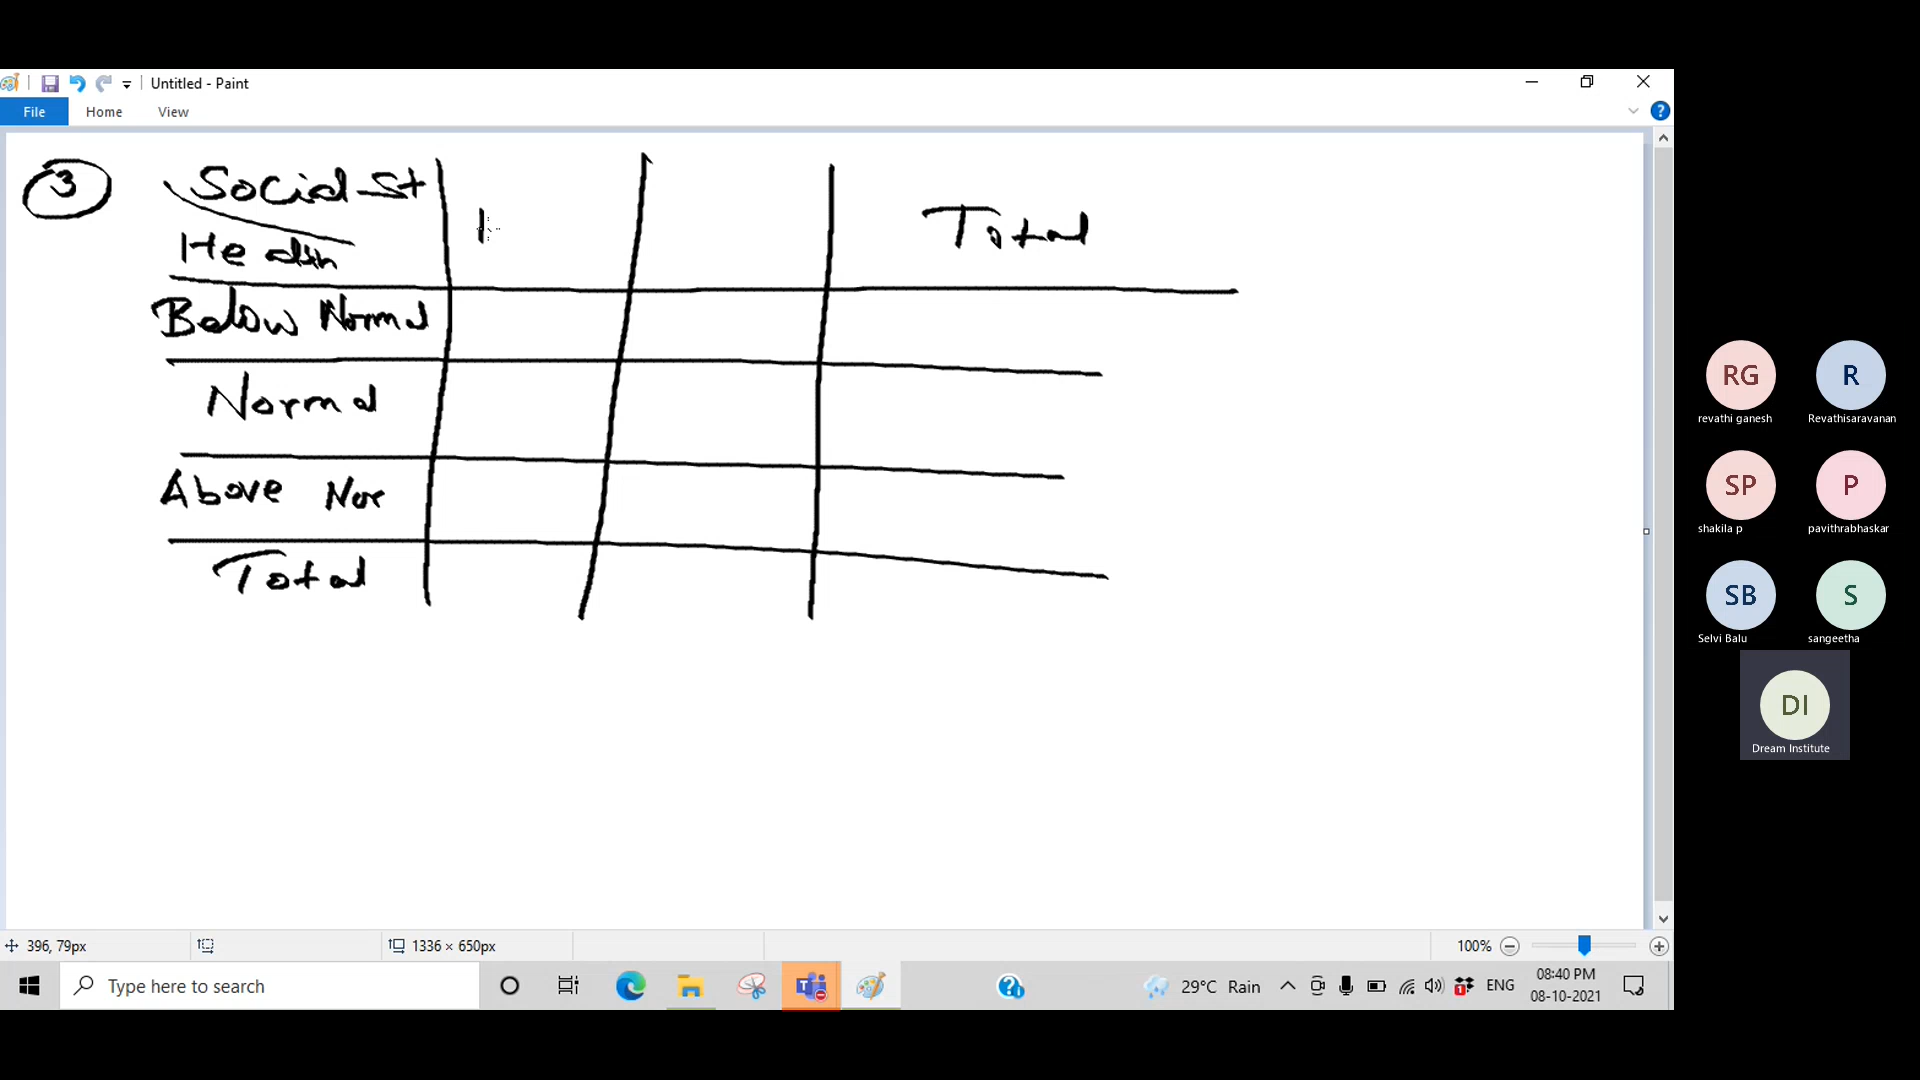 Untitled - Paint
File Home View
3 Social St
Health
Total
Below Normal
Normal
Above Nor
Total
RG R
revathi ganesh Revathisaravanan
SP P
shakila p pavithrabhaskar
SB S
Selvi Balu sangeetha
DI
Dream Institute
396, 79px 1336 × 650px 100%
Type here to search 29°C Rain ENG 08:40 PM
08-10-2021